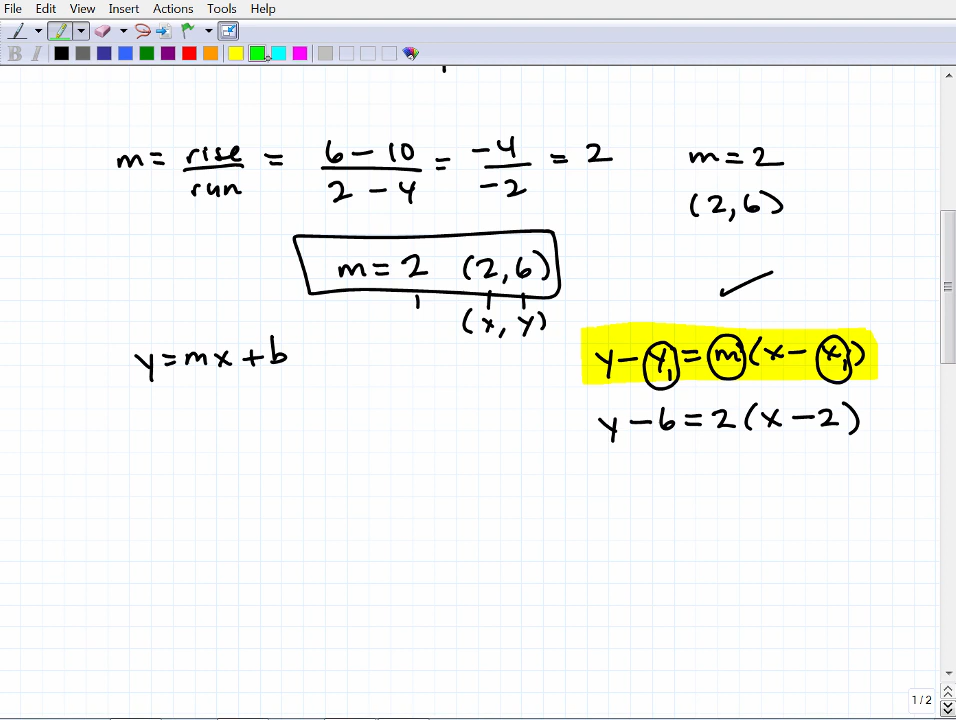 File Edit View Insert Actions Tools Help
B I
m = rise/run = (6 - 10)/(2 - 4) = -4/-2 = 2
m = 2
(2,6)
m = 2 (2,6)
(x, y)
y = mx + b
y - y₁ = m(x - x₁)
y - 6 = 2(x - 2)
1 / 2